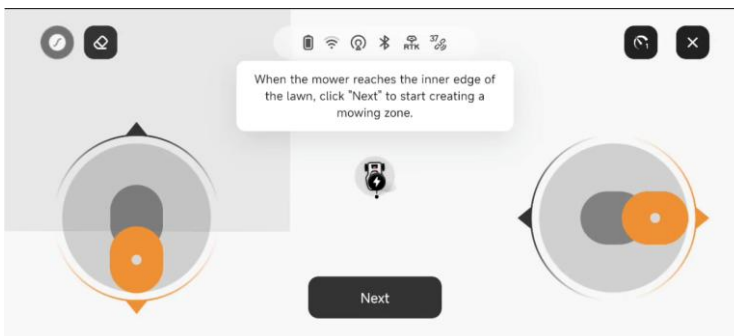 RTK
37
1
When the mower reaches the inner edge of
the lawn, click "Next" to start creating a
mowing zone.
Next